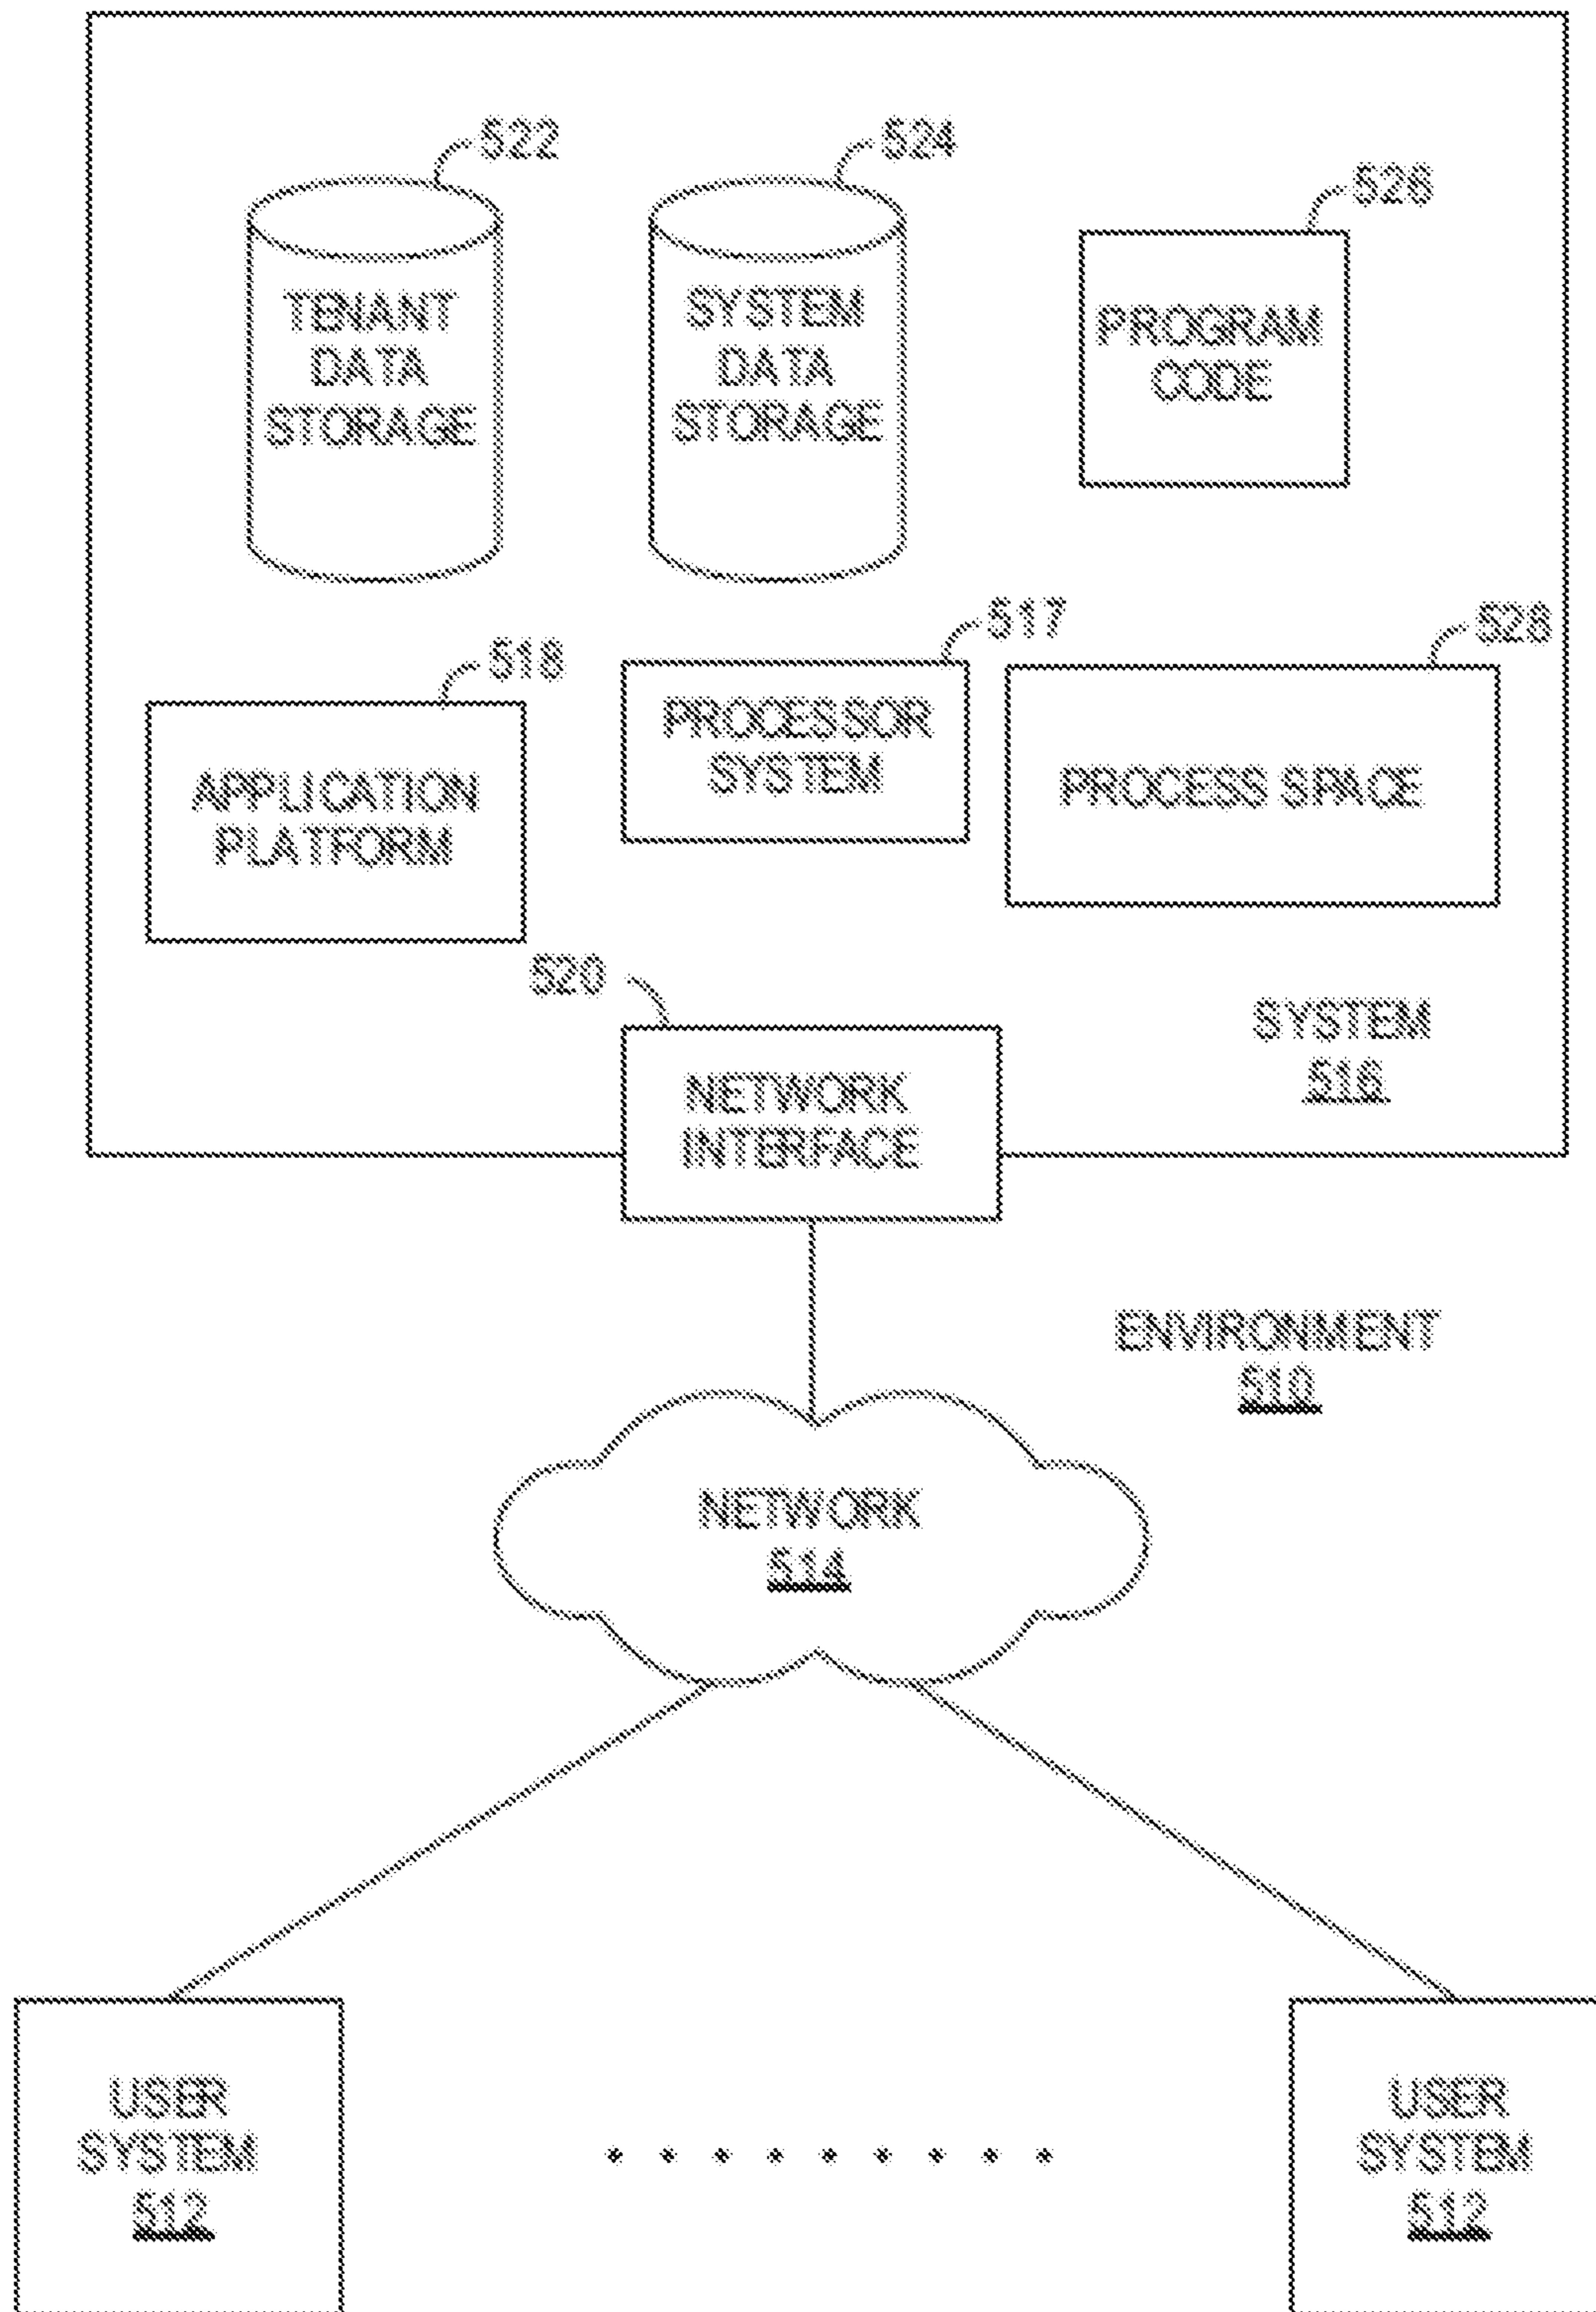 522
524
526
TENANT
DATA
STORAGE
SYSTEM
DATA
STORAGE
PROGRAM
CODE
518
517
528
APPLICATION
PLATFORM
PROCESSOR
SYSTEM
PROCESS SPACE
520
NETWORK
INTERFACE
SYSTEM
516
ENVIRONMENT
510
NETWORK
514
USER
SYSTEM
512
USER
SYSTEM
512